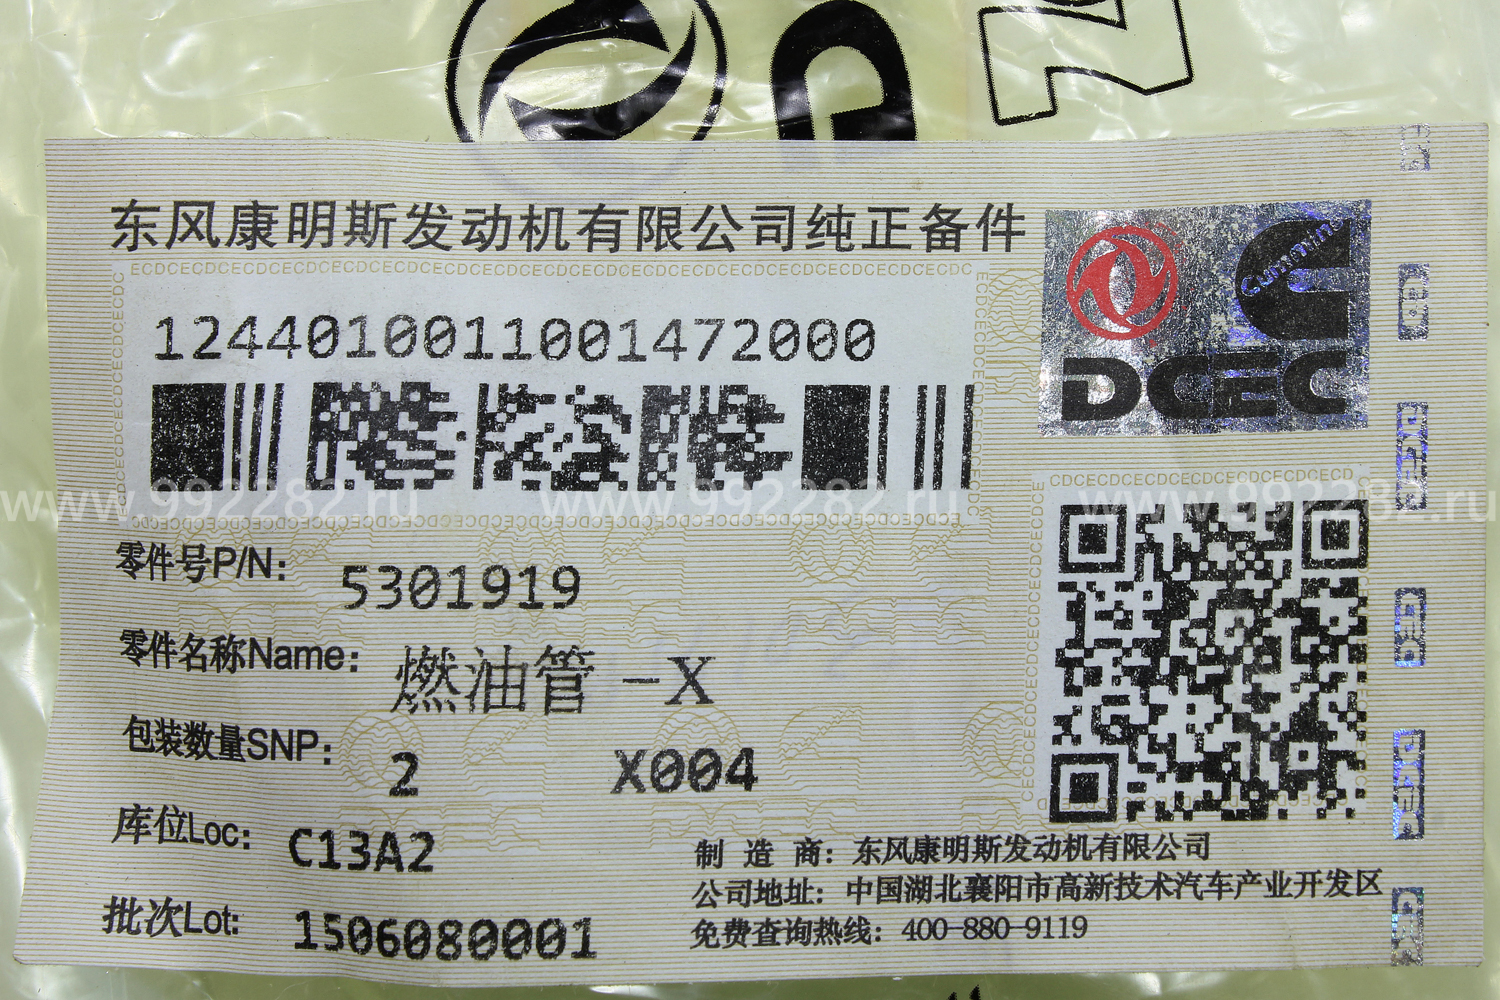 东风康明斯发动机有限公司纯正备件
Cummins
DCEC
1244010011001472000
零件号P/N: 5301919
零件名称Name: 燃油管 -X
包装数量SNP: 2 X004
库位Loc: C13A2
批次Lot: 1506080001
制 造 商: 东风康明斯发动机有限公司
公司地址: 中国湖北襄阳市高新技术汽车产业开发区
免费查询热线: 400-880-9119
www.992282.ru www.992282.ru www.992282.ru